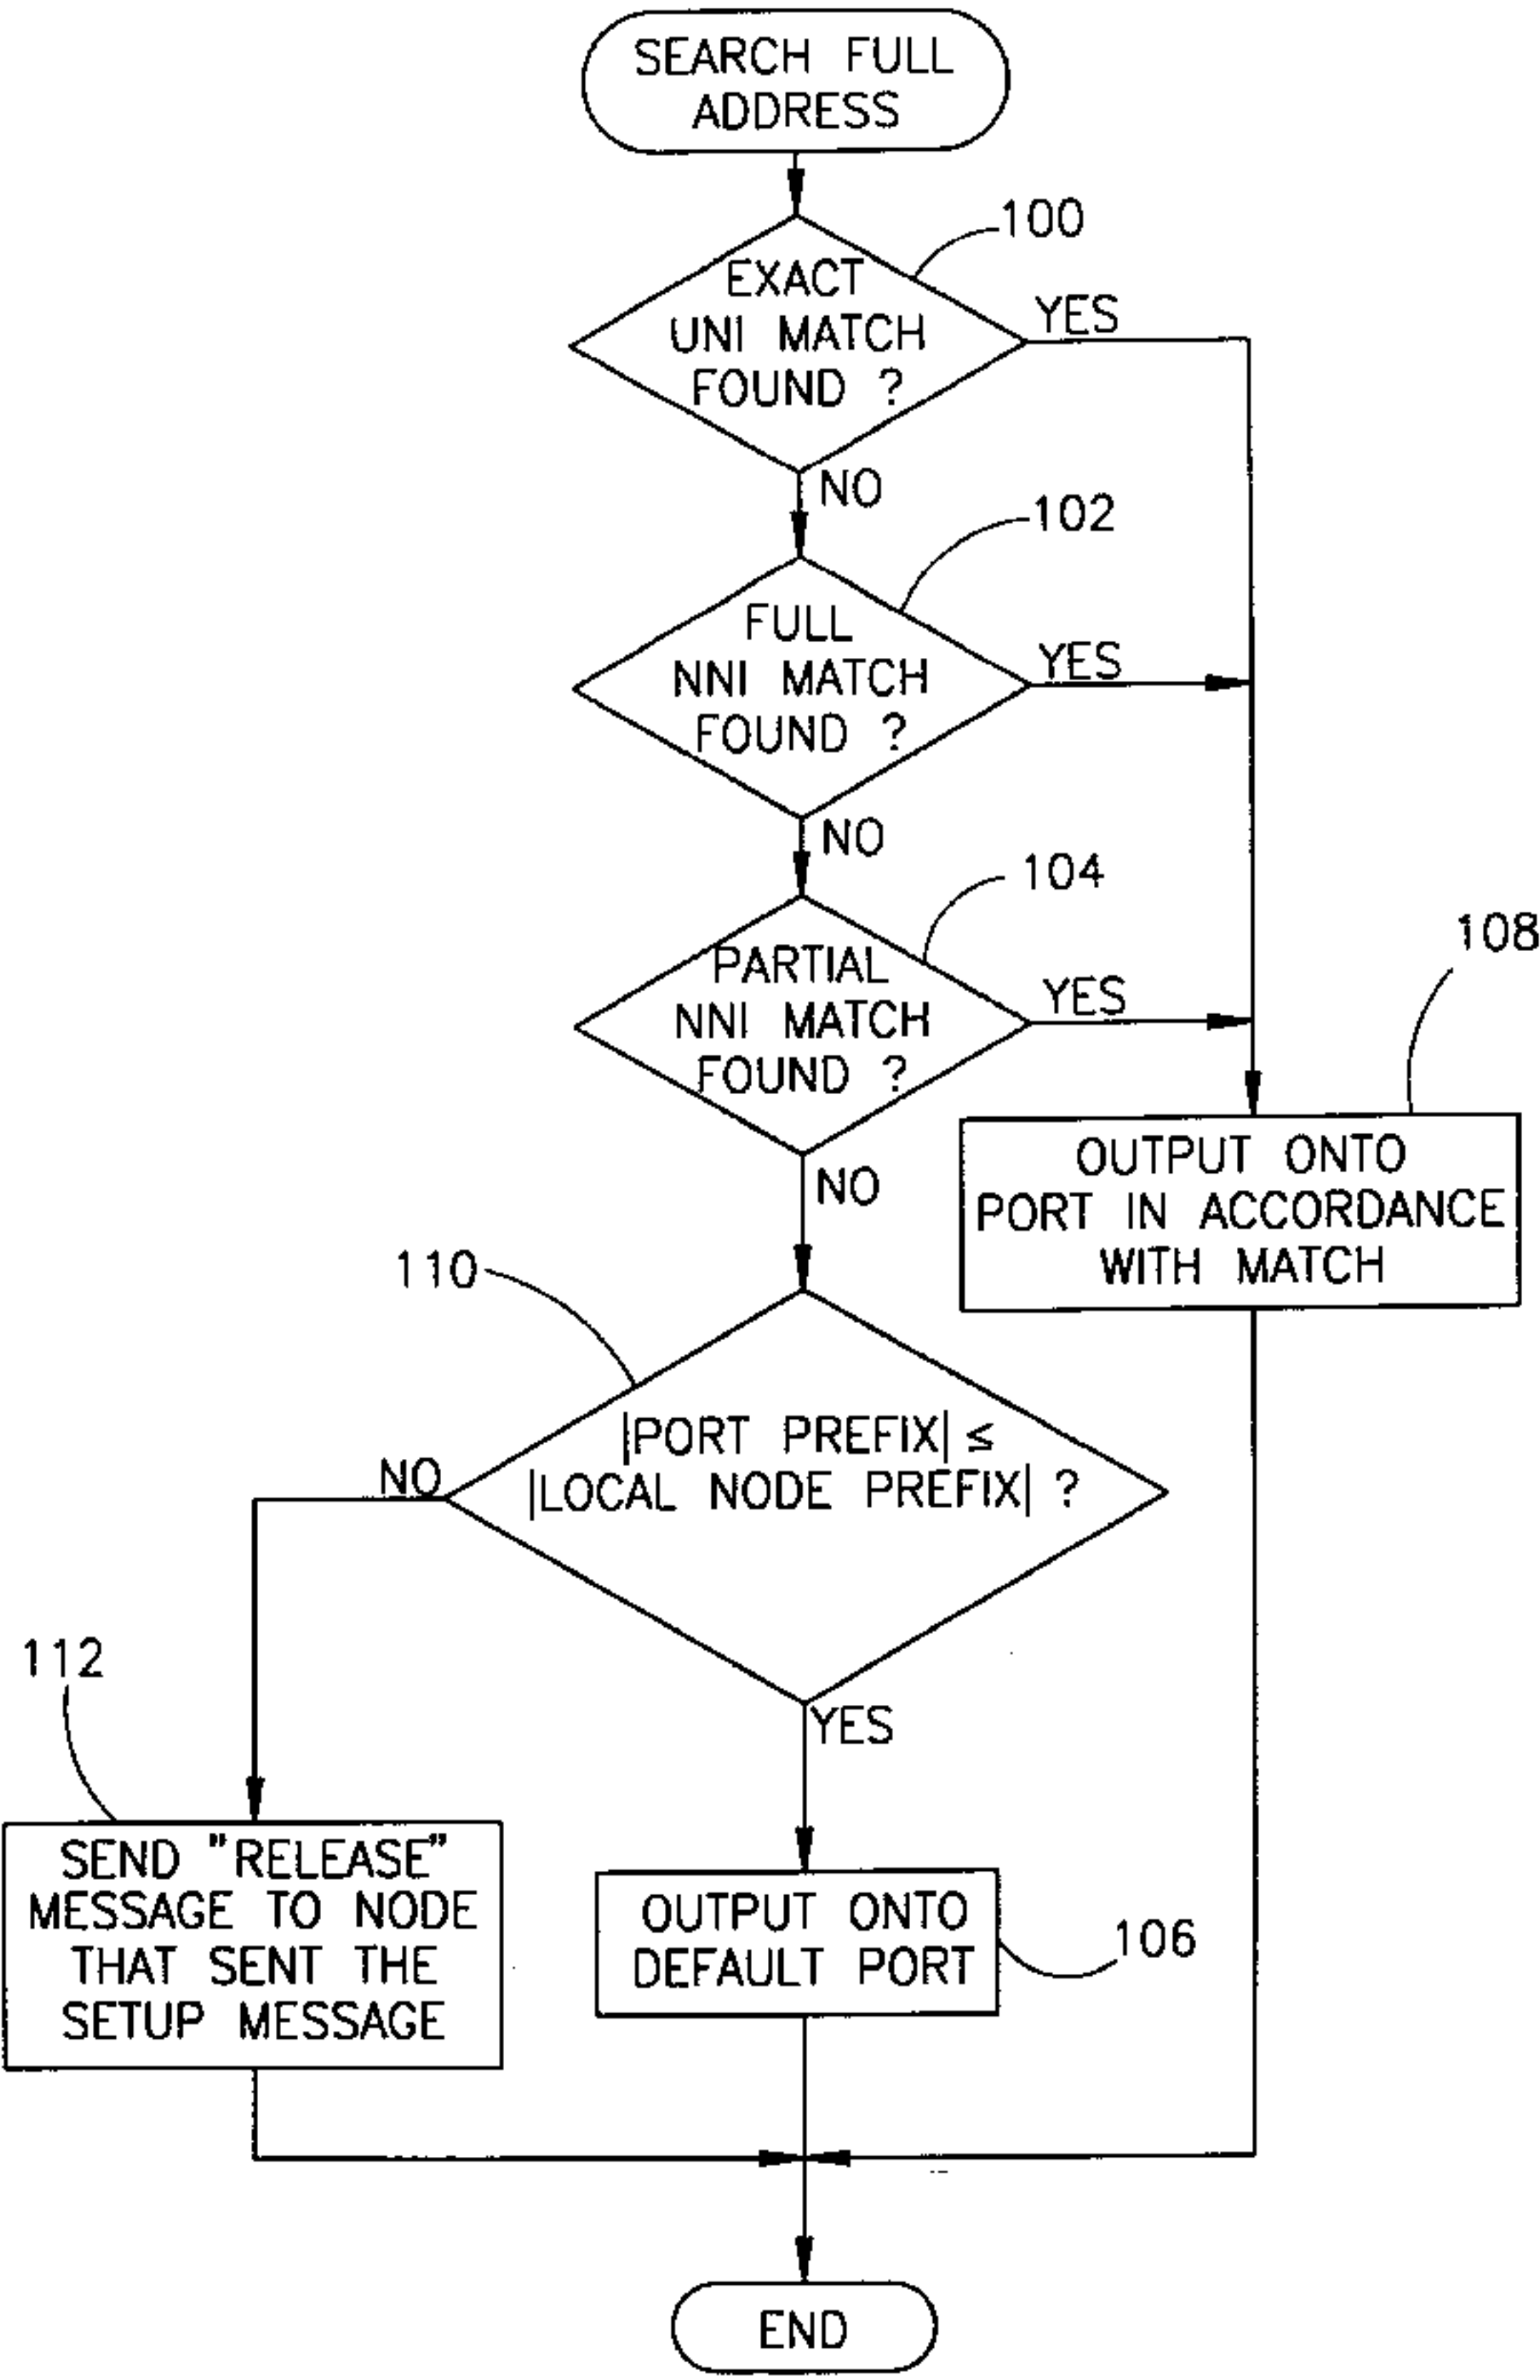 SEARCH FULL
ADDRESS
100
EXACT
UNI MATCH
FOUND ?
YES
NO
102
FULL
NNI MATCH
FOUND ?
YES
NO
104
PARTIAL
NNI MATCH
FOUND ?
YES
NO
108
OUTPUT ONTO
PORT IN ACCORDANCE
WITH MATCH
110
|PORT PREFIX| ≤
|LOCAL NODE PREFIX| ?
NO
YES
112
SEND "RELEASE"
MESSAGE TO NODE
THAT SENT THE
SETUP MESSAGE
OUTPUT ONTO
DEFAULT PORT
106
END